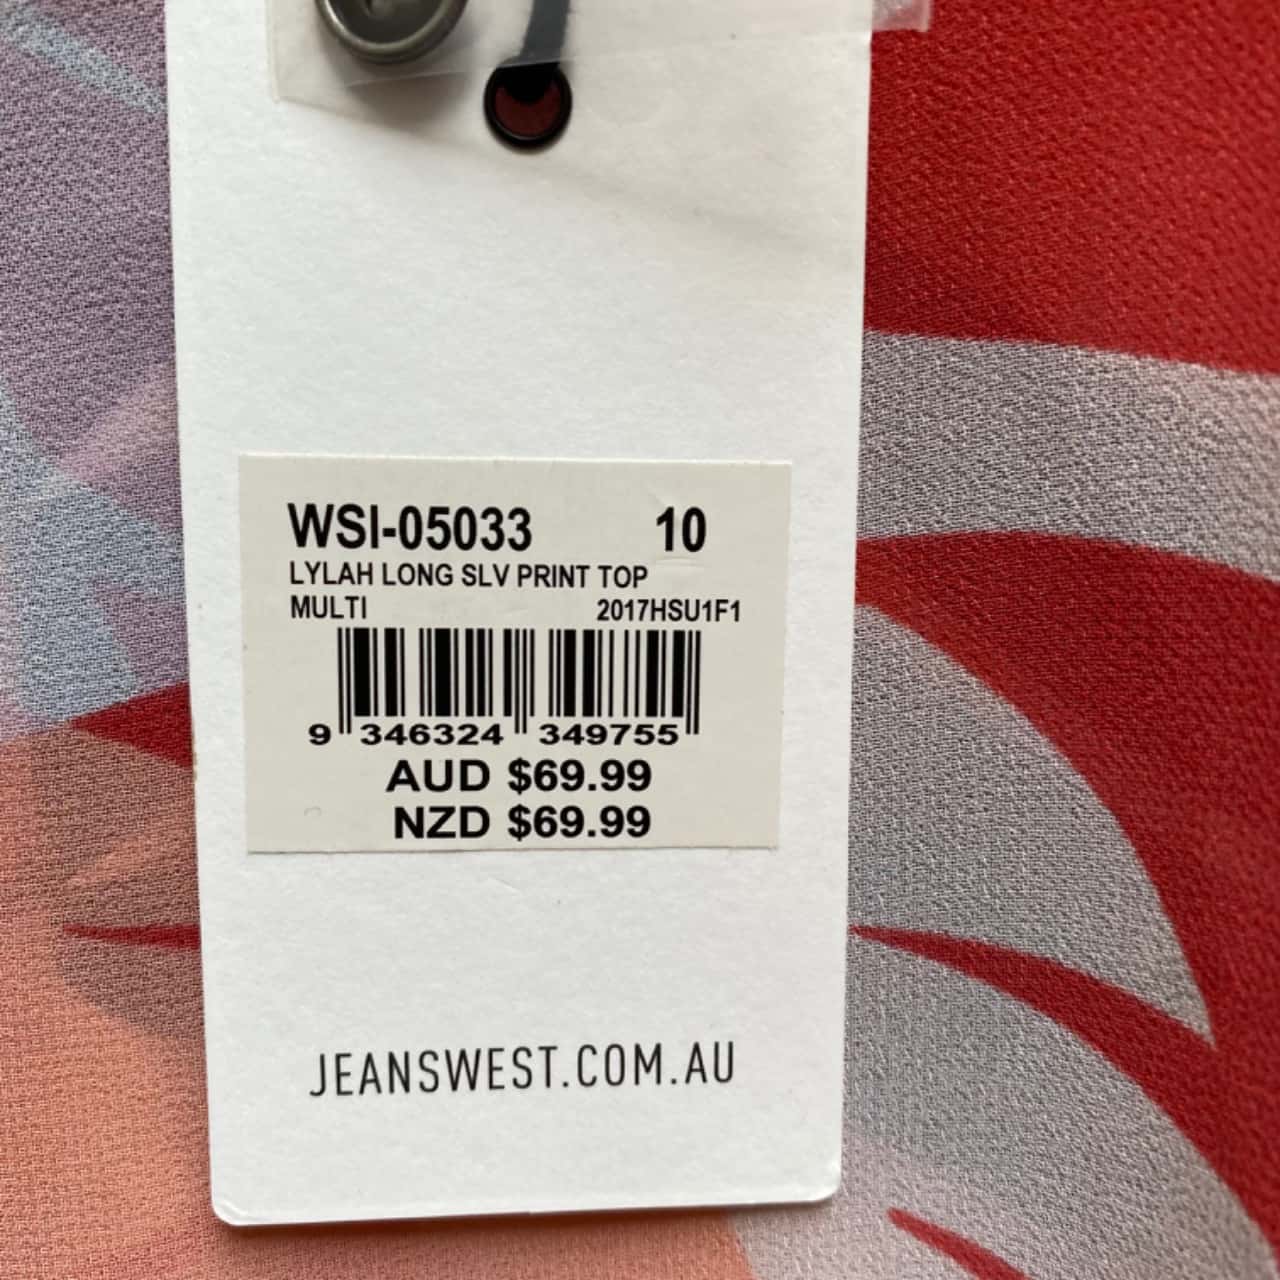 WSI-05033 10
LYLAH LONG SLV PRINT TOP
MULTI 2017HSU1F1
9 346324 349755
AUD $69.99
NZD $69.99
JEANSWEST.COM.AU